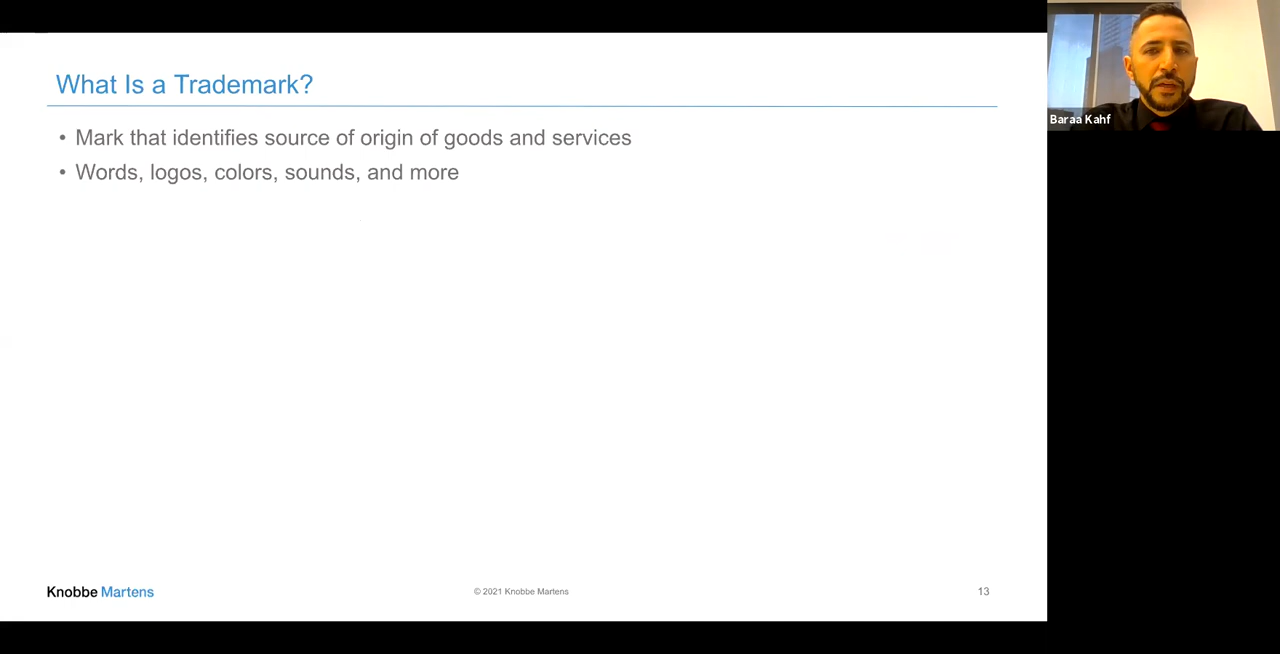 What Is a Trademark?
• Mark that identifies source of origin of goods and services
• Words, logos, colors, sounds, and more
Baraa Kahf
Knobbe Martens
© 2021 Knobbe Martens
13